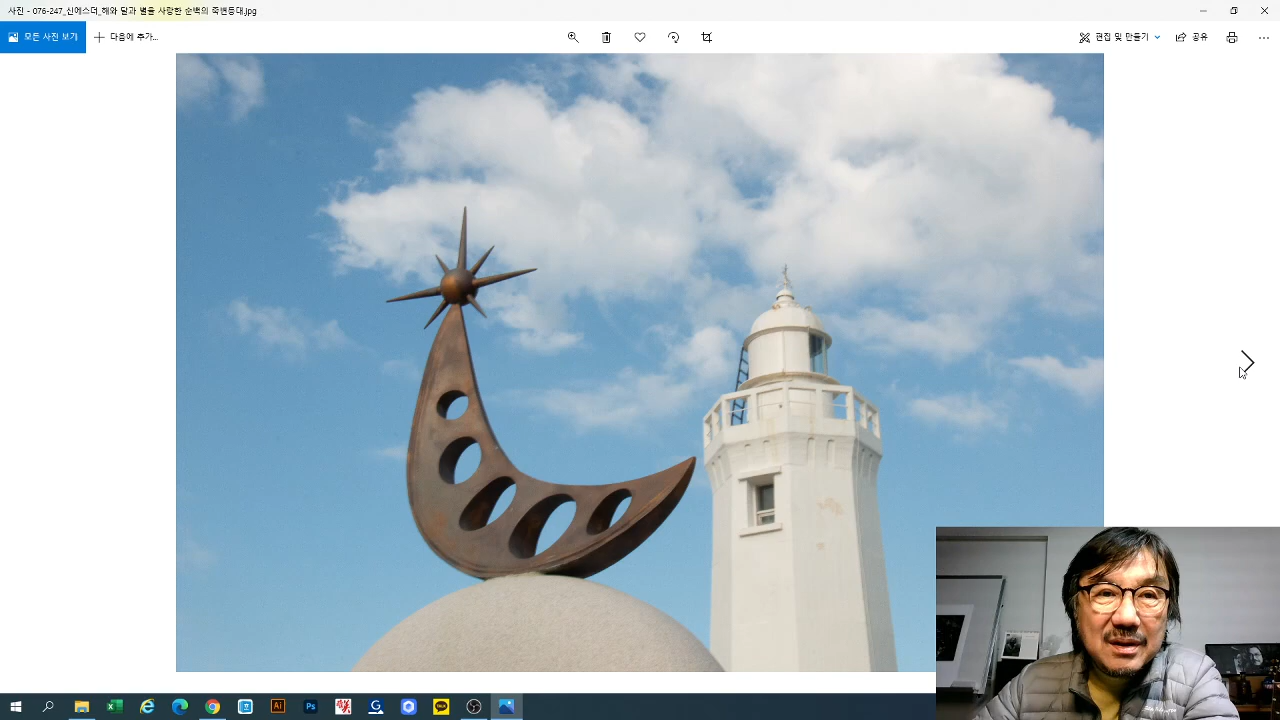 사진 - 076-247_신에스더_해와 달과 별을 사랑한 순백의 죽변등대.jpg
모든 사진 보기
다음에 추가...
편집 및 만들기
공유